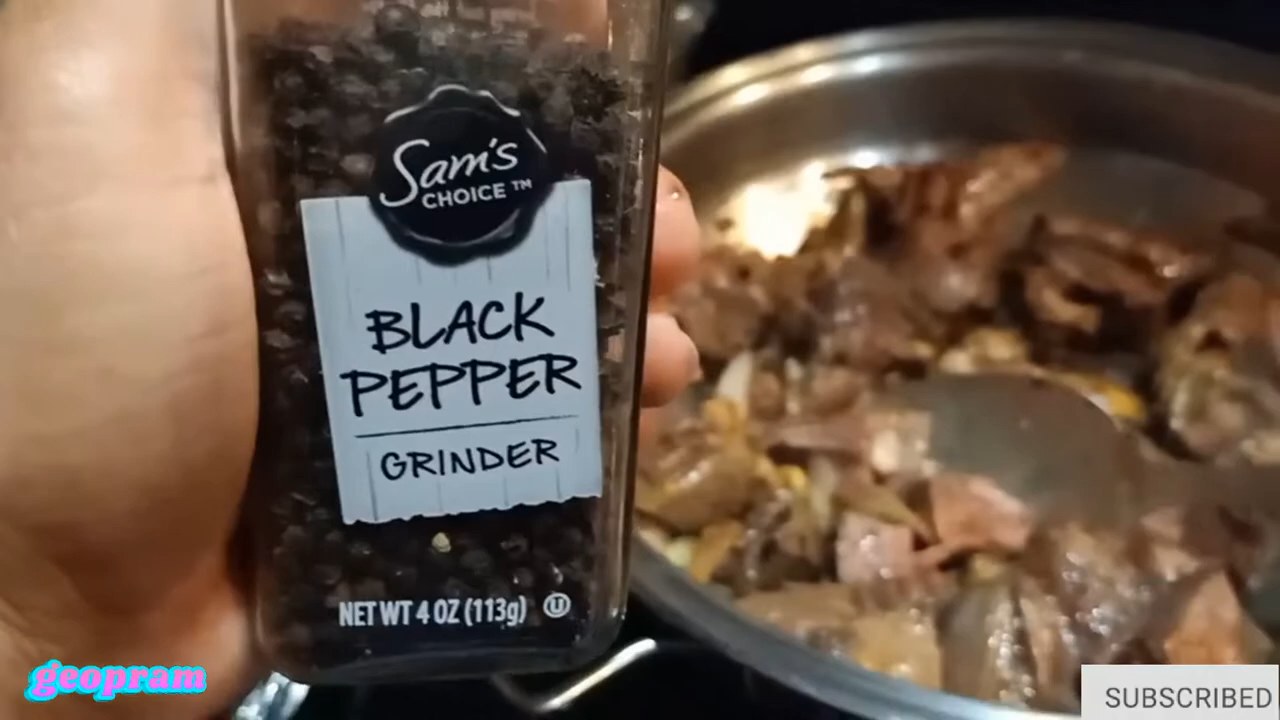 Sam's
CHOICE™
BLACK
PEPPER
GRINDER
NET WT 4 OZ (113g) U
geopram
SUBSCRIBED